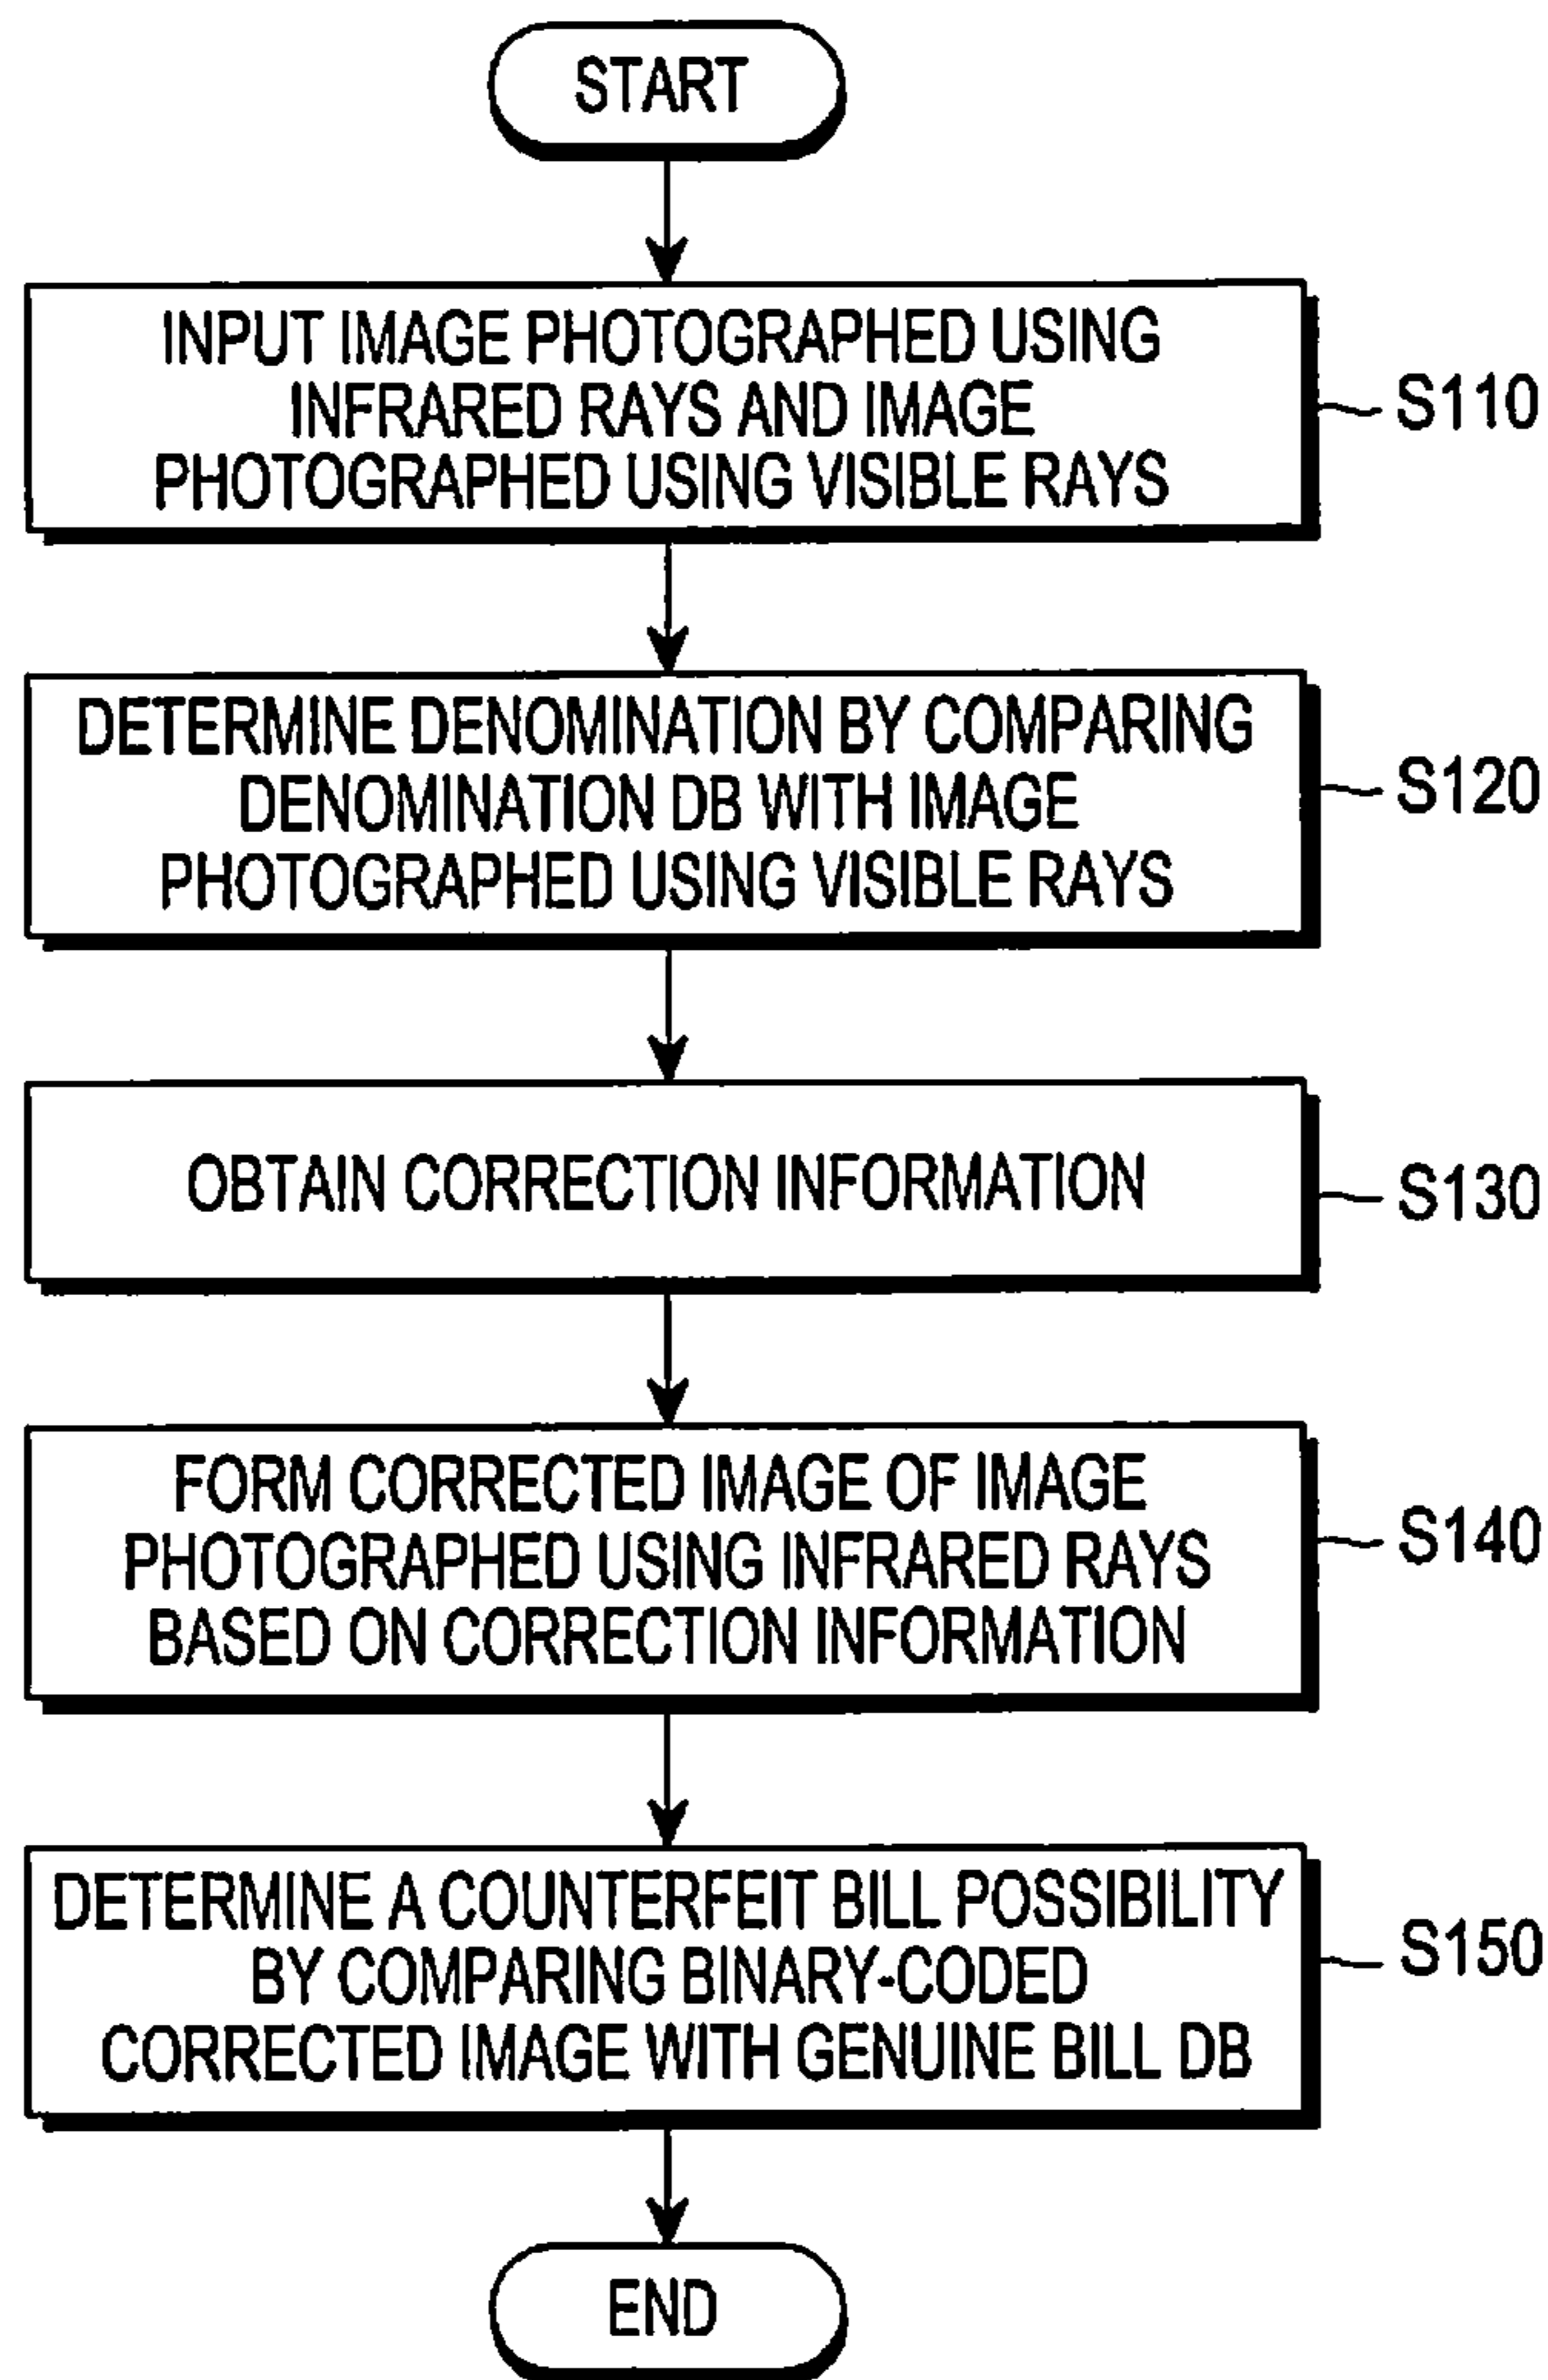 START
INPUT IMAGE PHOTOGRAPHED USING
INFRARED RAYS AND IMAGE
PHOTOGRAPHED USING VISIBLE RAYS
S110
DETERMINE DENOMINATION BY COMPARING
DENOMINATION DB WITH IMAGE
PHOTOGRAPHED USING VISIBLE RAYS
S120
OBTAIN CORRECTION INFORMATION
S130
FORM CORRECTED IMAGE OF IMAGE
PHOTOGRAPHED USING INFRARED RAYS
BASED ON CORRECTION INFORMATION
S140
DETERMINE A COUNTERFEIT BILL POSSIBILITY
BY COMPARING BINARY-CODED
CORRECTED IMAGE WITH GENUINE BILL DB
S150
END